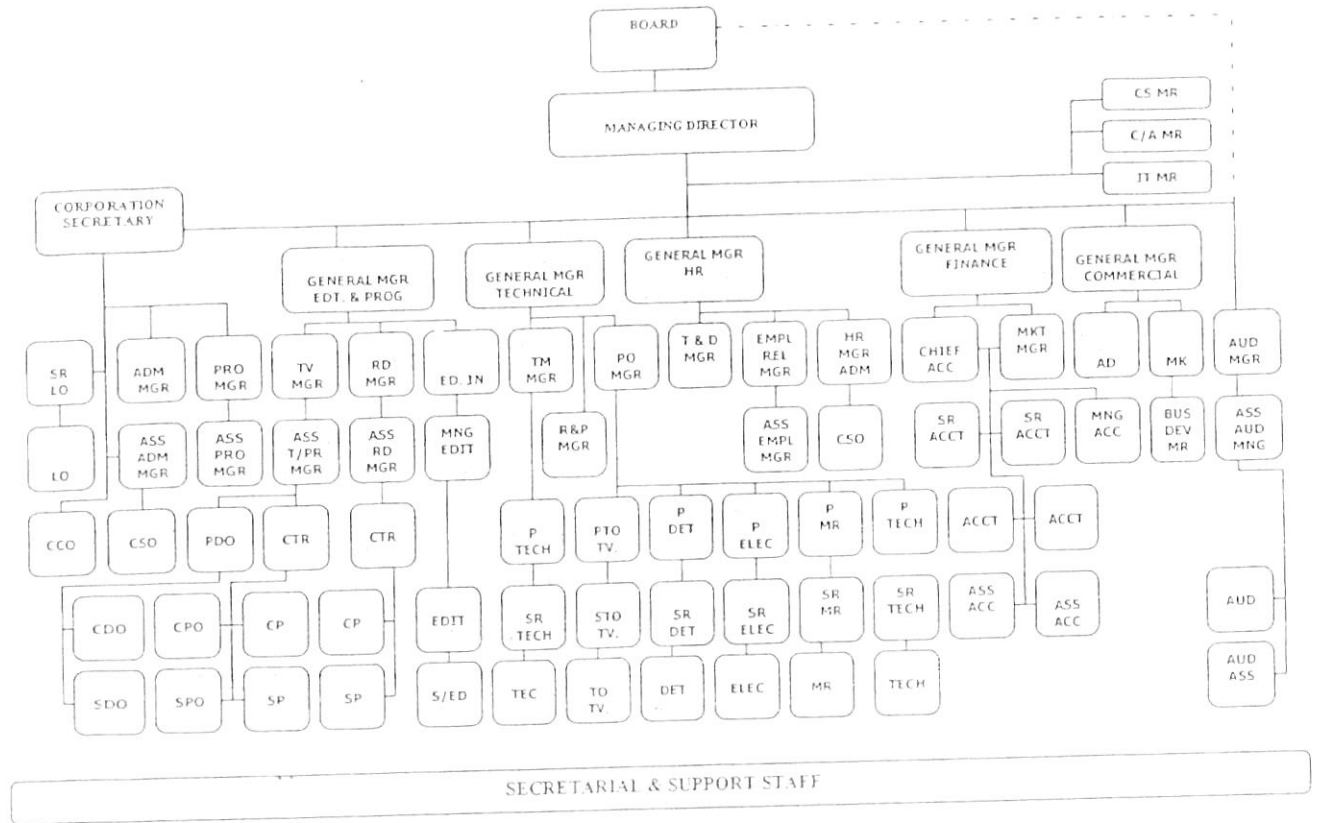 BOARD
MANAGING DIRECTOR
CS MR
C/A MR
IT MR
CORPORATION
SECRETARY
GENERAL MGR
EDT. & PROG
GENERAL MGR
TECHNICAL
GENERAL MGR
HR
GENERAL MGR
FINANCE
GENERAL MGR
COMMERCIAL
SR
LO
ADM
MGR
PRO
MGR
TV
MGR
RD
MGR
ED. IN
TM
MGR
R&P
MGR
PO
MGR
T & D
MGR
EMPL
REL
MGR
HR
MGR
ADM
CHIEF
ACC
MKT
MGR
AD
MK
AUD
MGR
LO
ASS
ADM
MGR
ASS
PRO
MGR
ASS
T/PR
MGR
ASS
RD
MGR
MNG
EDIT
ASS
EMPL
MGR
CSO
SR
ACCT
SR
ACCT
MNG
ACC
BUS
DEV
MR
ASS
AUD
MNG
CCO
CSO
PDO
CTR
CTR
P
TECH
PTO
TV.
P
DET
P
ELEC
P
MR
P
TECH
ACCT
ACCT
CDO
CPO
CP
CP
EDIT
SR
TECH
STO
TV.
SR
DET
SR
ELEC
SR
MR
SR
TECH
ASS
ACC
ASS
ACC
AUD
SDO
SPO
SP
SP
S/ED
TEC
TO
TV.
DET
ELEC
MR
TECH
AUD
ASS
SECRETARIAL & SUPPORT STAFF